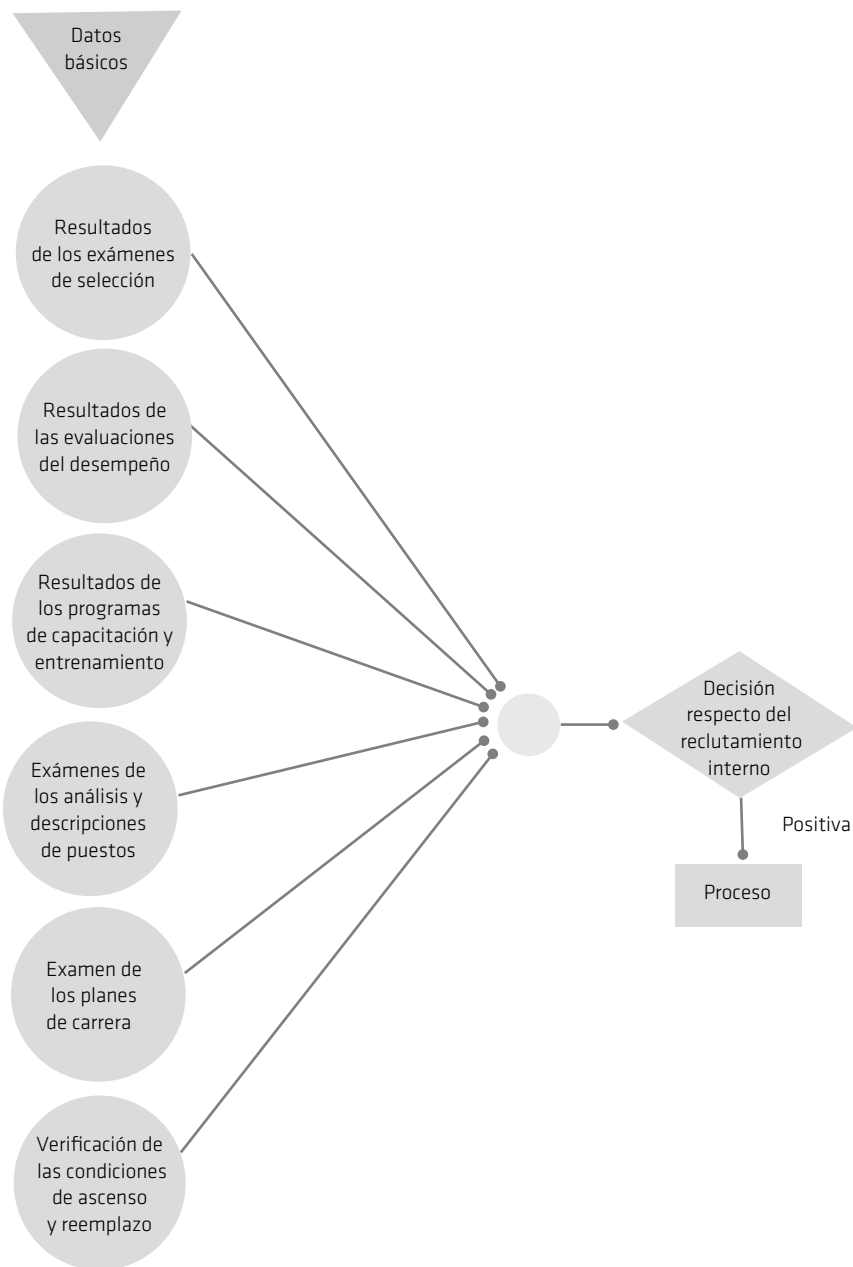 Datos
básicos
Resultados
de los exámenes
de selección
Resultados de
las evaluaciones
del desempeño
Resultados de
los programas
de capacitación y
entrenamiento
Exámenes de
los análisis y
descripciones
de puestos
Examen de
los planes
de carrera
Verificación de
las condiciones
de ascenso
y reemplazo
Decisión
respecto del
reclutamiento
interno
Positiva
Proceso